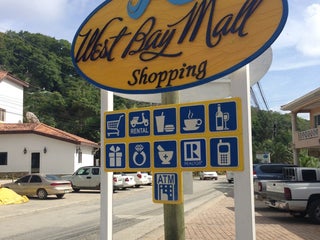 West Bay Mall
Shopping
RENTAL
R
REALTOR
ATM